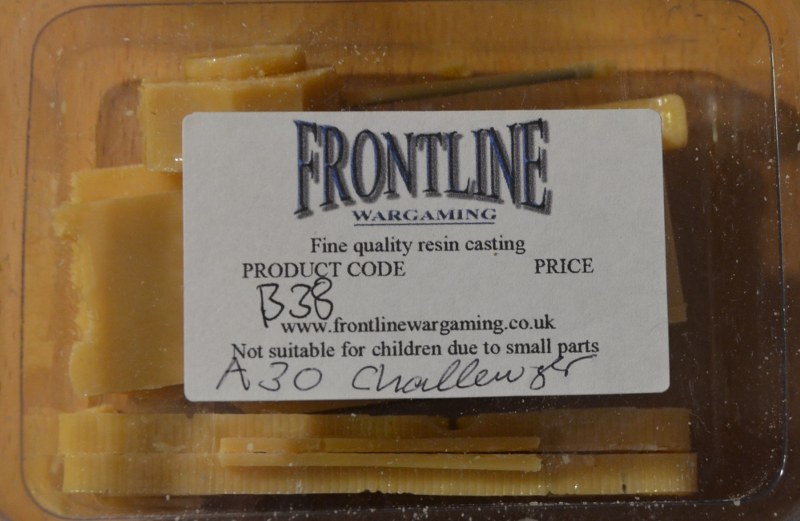 FRONTLINE
WARGAMING
Fine quality resin casting
PRODUCT CODE PRICE
B38
www.frontlinewargaming.co.uk
Not suitable for children due to small parts
A30 Challenger